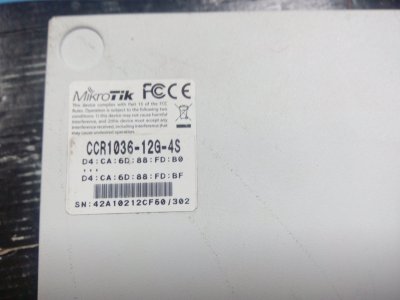 MikroTik FC CE
This device complies with Part 15 of the FCC
Rules. Operation is subject to the following two
conditions: 1) this device may not cause harmful
interference, and 2) this device must accept any
interference received, including interference
that may cause undesired operation.
CCR1036-12G-4S
D4:CA:6D:88:FD:B0
...
D4:CA:6D:88:FD:BF
SN:42A10212CF60/302